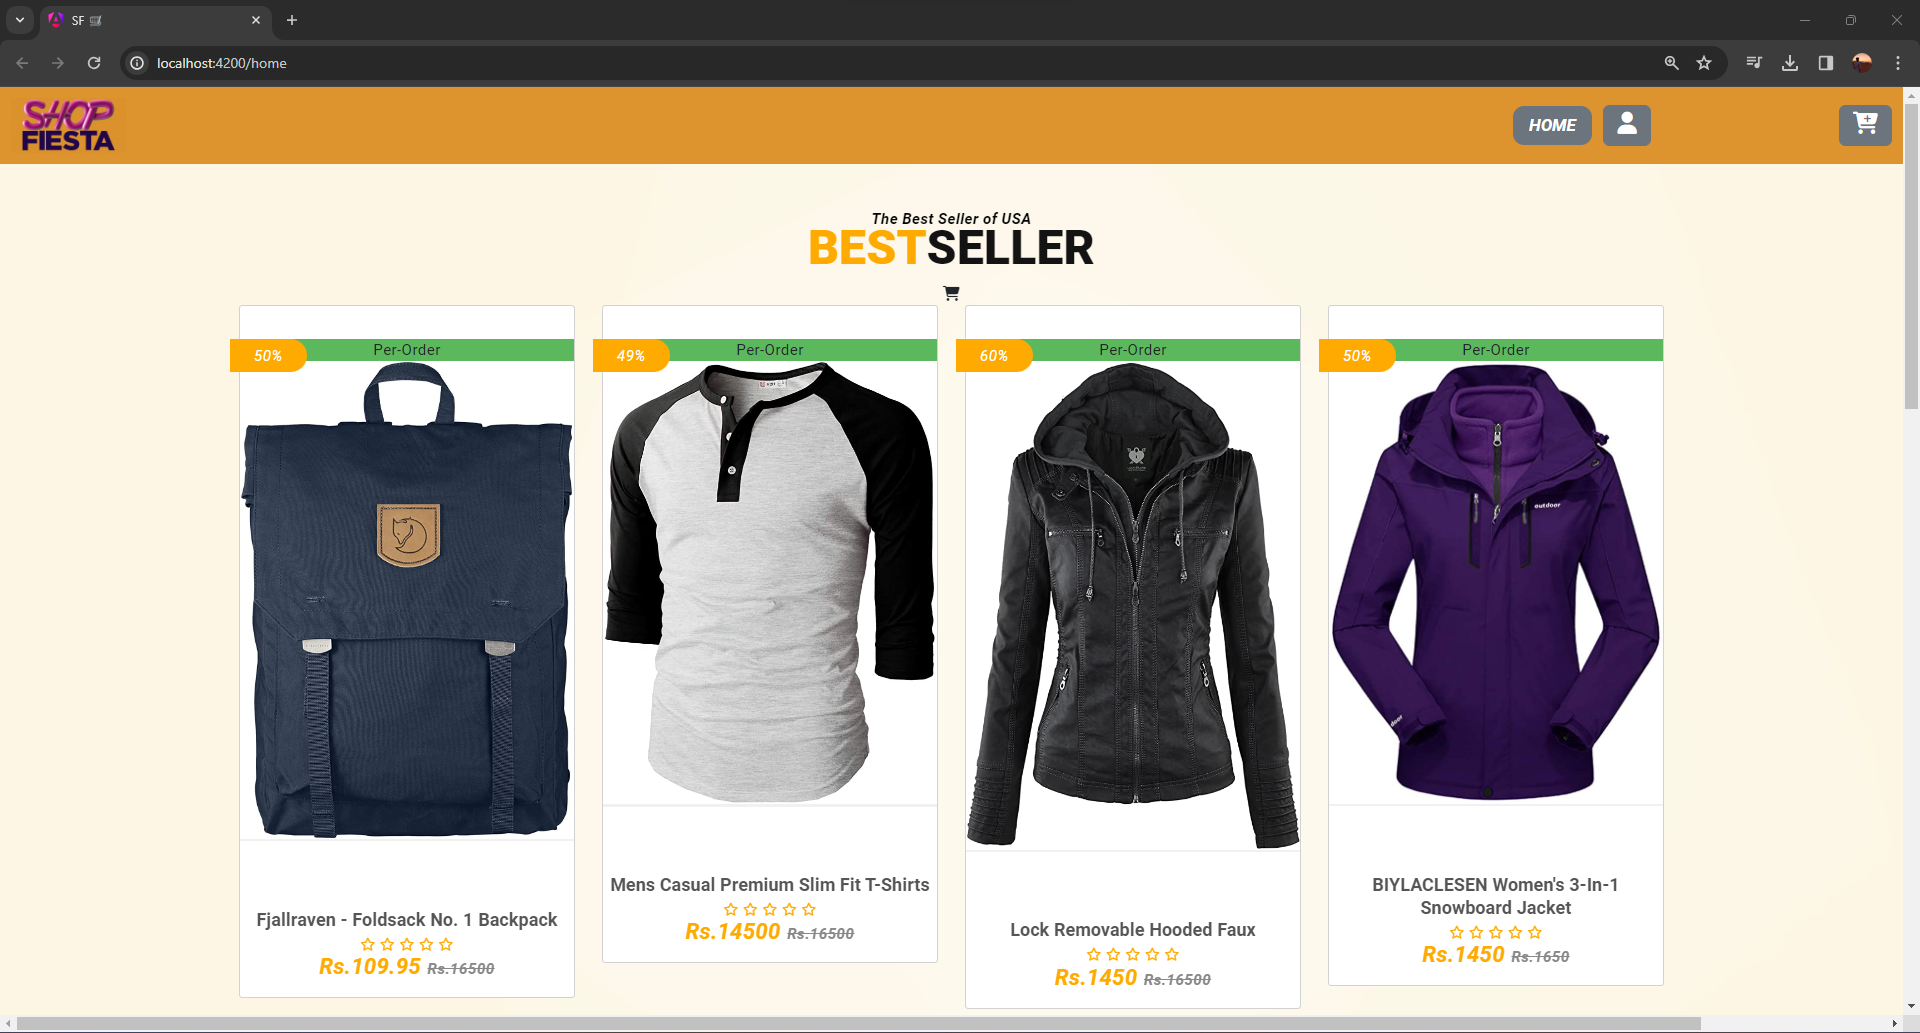 SF
localhost:4200/home
SHOP
FIESTA
HOME
The Best Seller of USA
BESTSELLER
50%
Per-Order
49%
Per-Order
60%
Per-Order
50%
Per-Order
outdoor
Fjallraven - Foldsack No. 1 Backpack
Rs.109.95 Rs.16500
Mens Casual Premium Slim Fit T-Shirts
Rs.14500 Rs.16500
Lock Removable Hooded Faux
Rs.1450 Rs.16500
BIYLACLESEN Women's 3-In-1
Snowboard Jacket
Rs.1450 Rs.1650